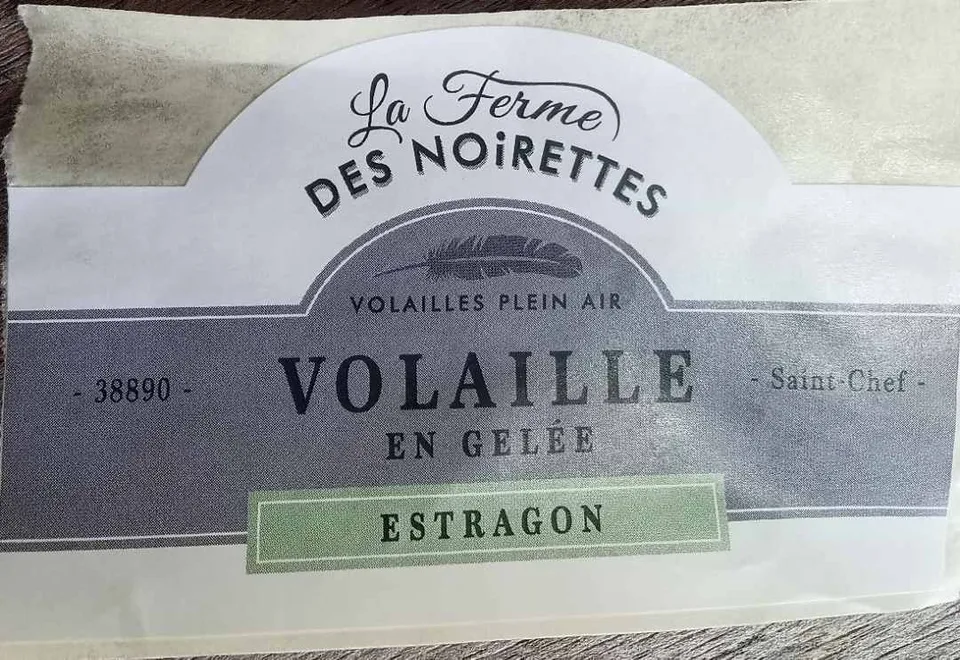 La Ferme
DES NOiRETTES
VOLAILLES PLEIN AIR
VOLAILLE
- 38890 -
- Saint-Chef -
EN GELÉE
ESTRAGON